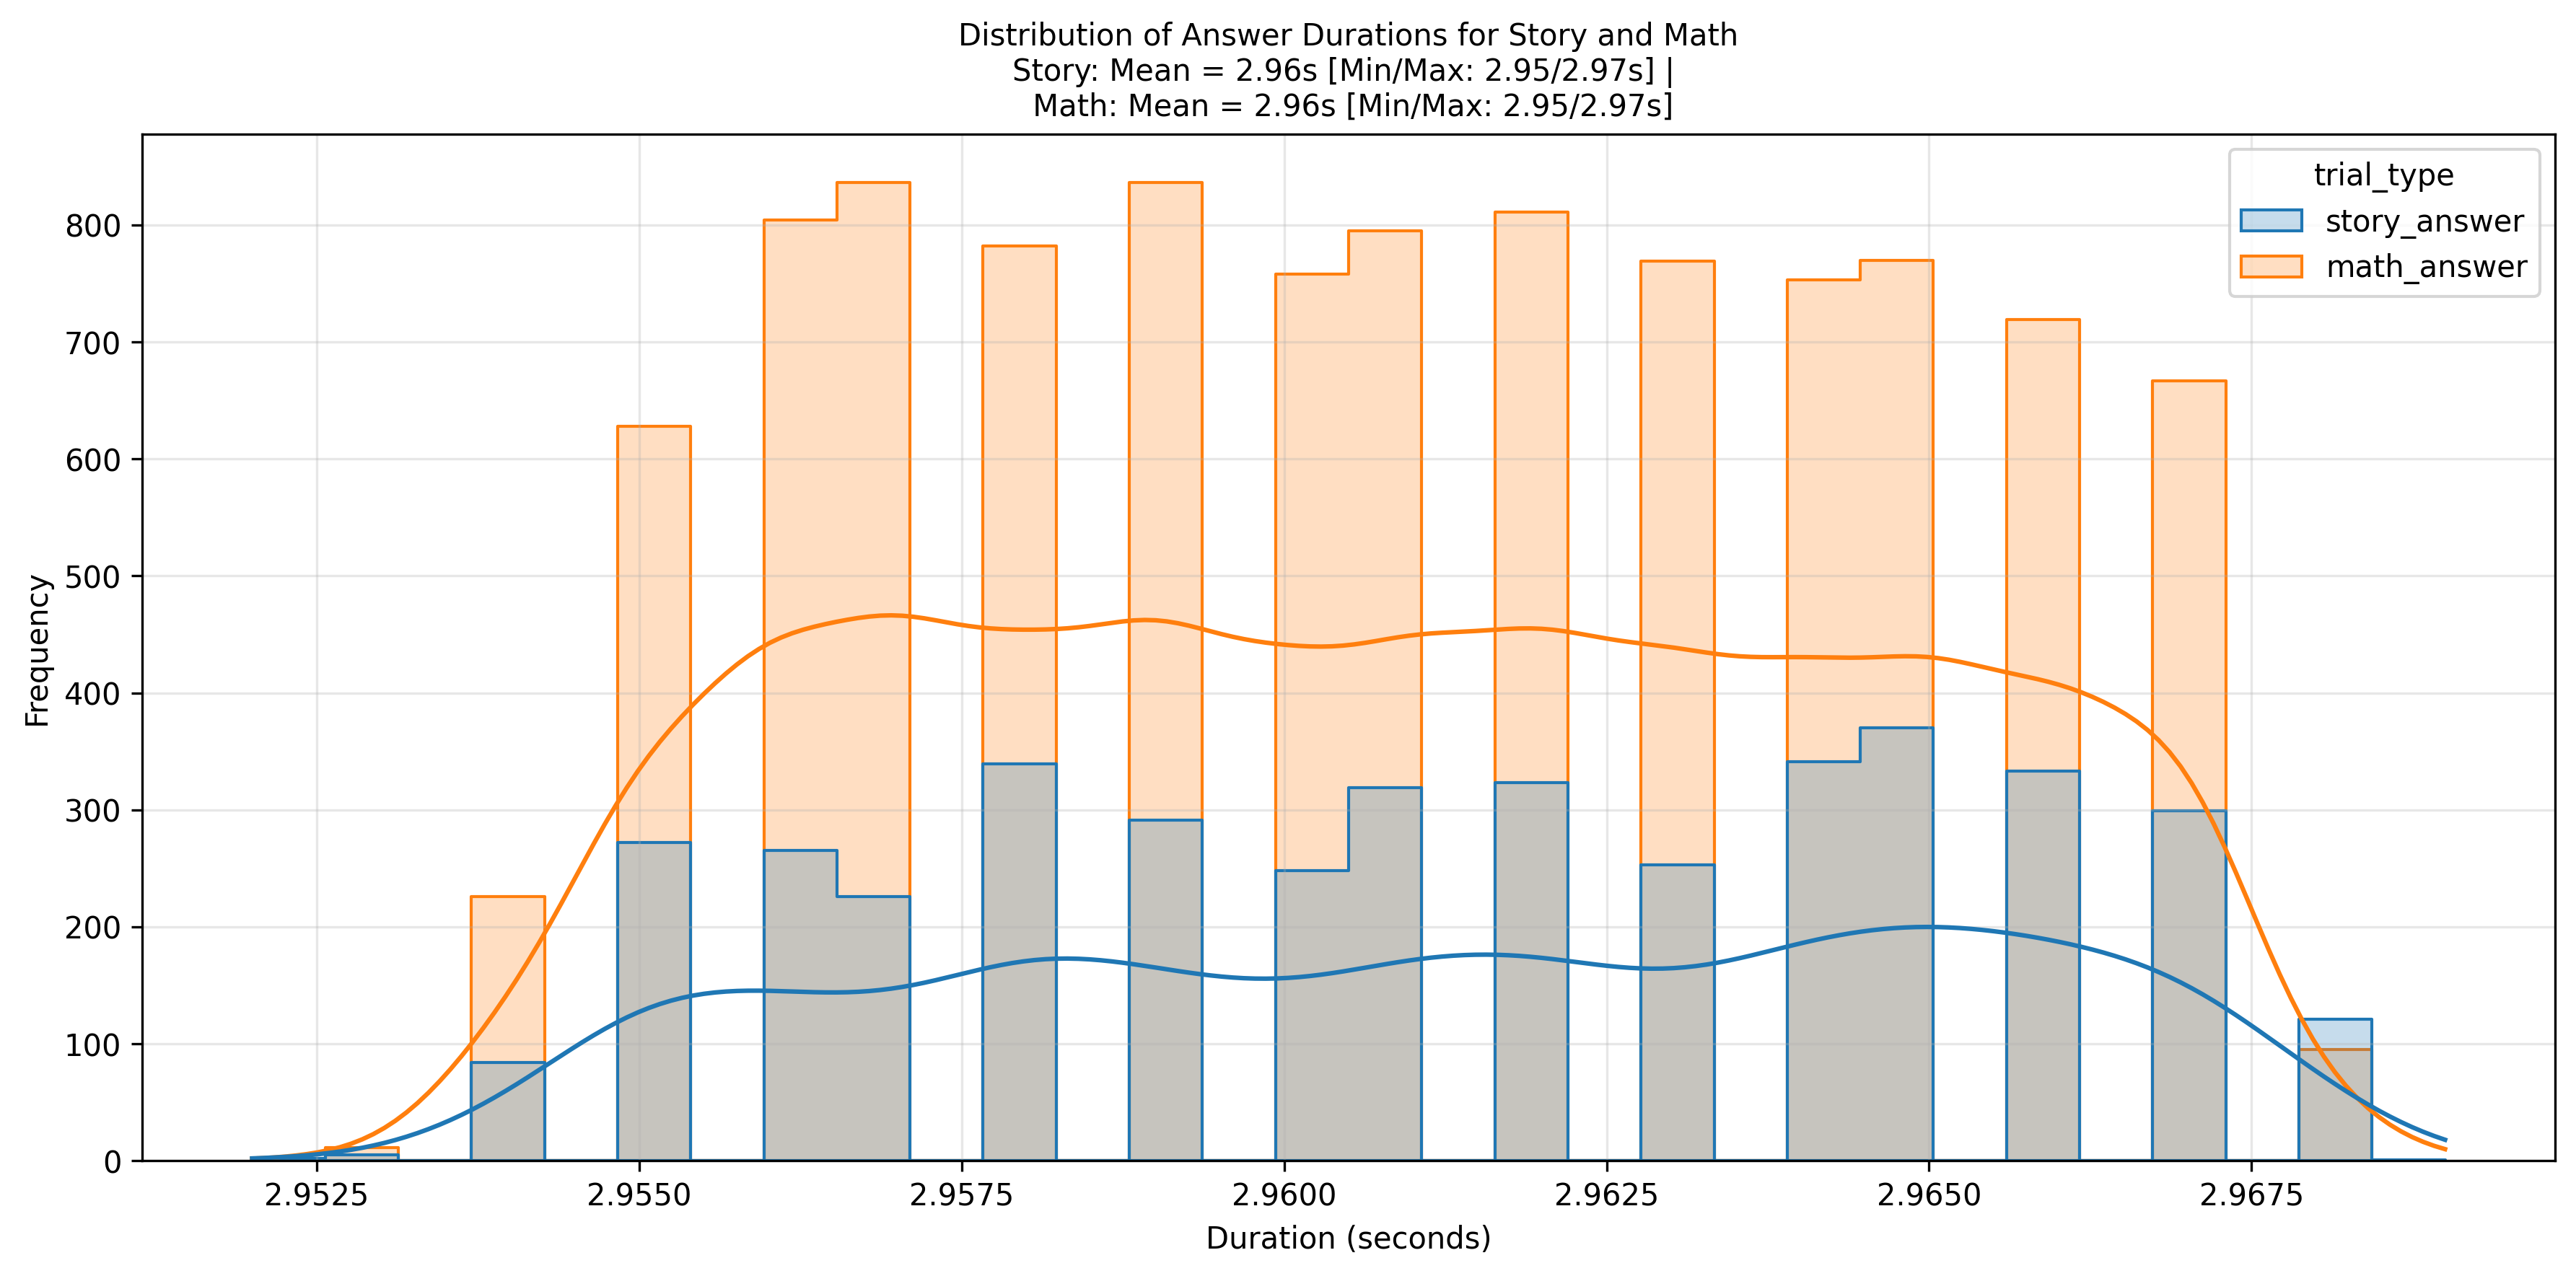 Distribution of Answer Durations for Story and Math
Story: Mean = 2.96s [Min/Max: 2.95/2.97s] |
Math: Mean = 2.96s [Min/Max: 2.95/2.97s]
trial_type
story_answer
math_answer
Frequency
800
700
600
500
400
300
200
100
0
2.9525 2.9550 2.9575 2.9600 2.9625 2.9650 2.9675
Duration (seconds)